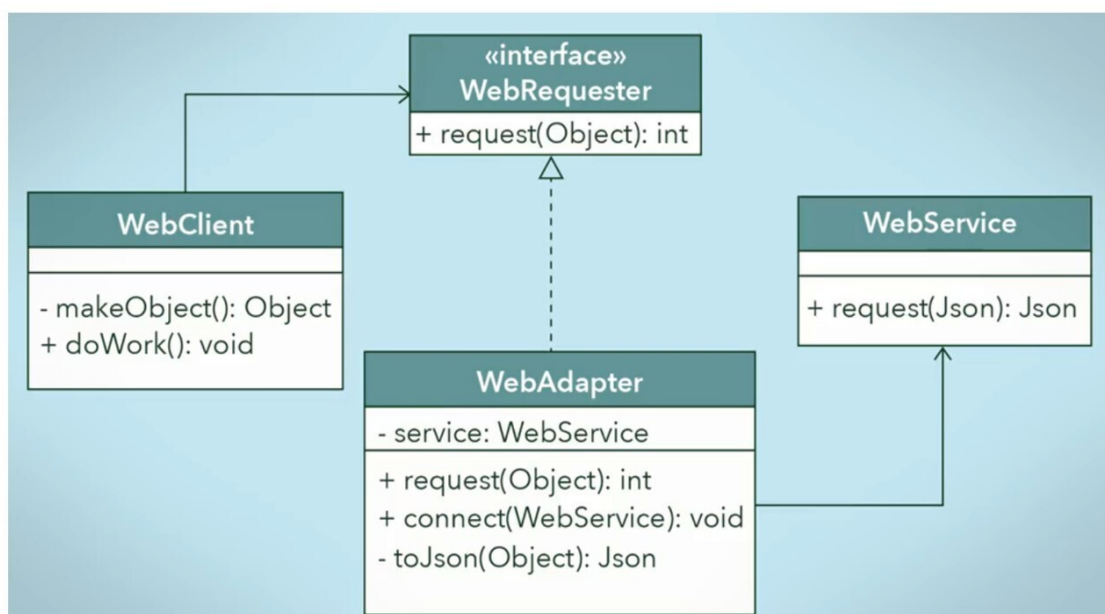 «interface»
WebRequester
+ request(Object): int
WebClient
- makeObject(): Object
+ doWork(): void
WebService
+ request(Json): Json
WebAdapter
- service: WebService
+ request(Object): int
+ connect(WebService): void
- toJson(Object): Json